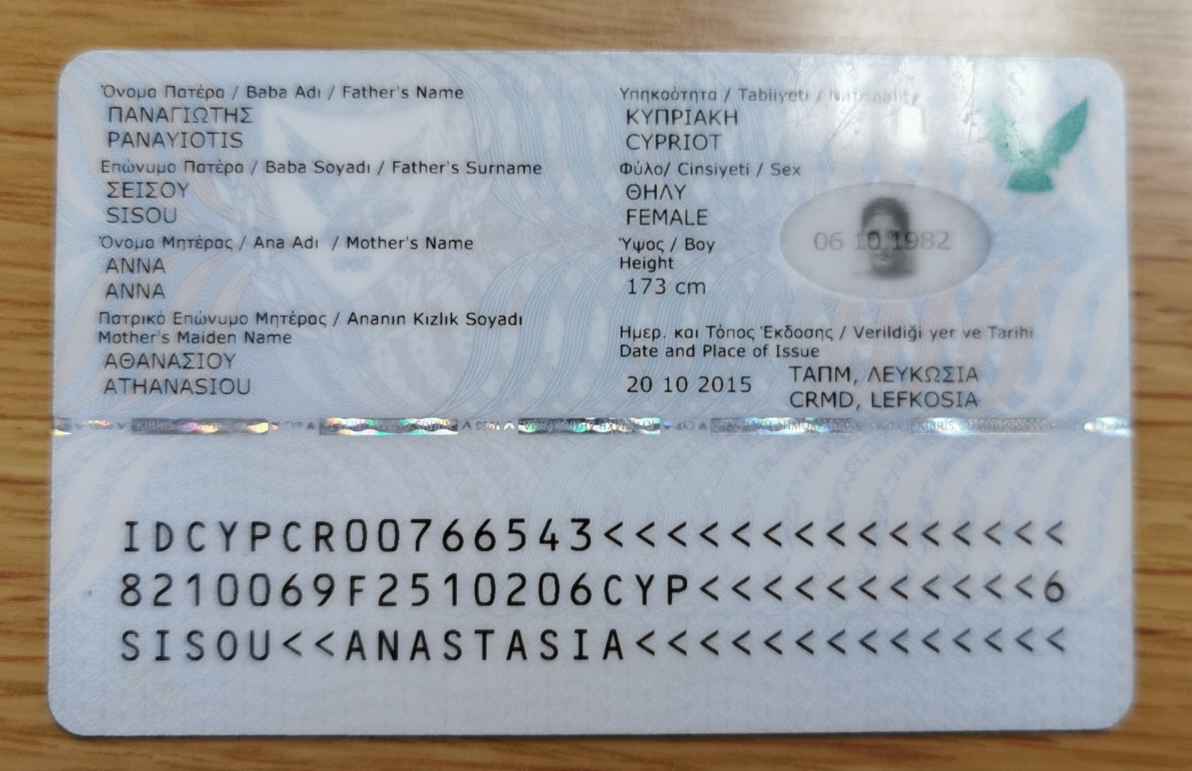 Όνομα Πατέρα / Baba Adı / Father's Name
ΠΑΝΑΓΙΩΤΗΣ
PANAYIOTIS
Επώνυμο Πατέρα / Baba Soyadı / Father's Surname
ΣΕΙΣΟΥ
SISOU
Όνομα Μητέρας / Ana Adı / Mother's Name
ΑΝΝΑ
ANNA
Πατρικό Επώνυμο Μητέρας / Ananın Kızlık Soyadı
Mother's Maiden Name
ΑΘΑΝΑΣΙΟΥ
ATHANASIOU
Υπηκοότητα / Tabiiyeti / Nationality
ΚΥΠΡΙΑΚΗ
CYPRIOT
Φύλο/ Cinsiyeti / Sex
ΘΗΛΥ
FEMALE
Ύψος / Boy
Height
173 cm
06 10 1982
Ημερ. και Τόπος Έκδοσης / Verildiği yer ve Tarihi
Date and Place of Issue
20 10 2015
ΤΑΠΜ, ΛΕΥΚΩΣΙΑ
CRMD, LEFKOSIA
IDCYPCR00766543<<<<<<<<<<<<<<<
8210069F2510206CYP<<<<<<<<<<<6
SISOU<<ANASTASIA<<<<<<<<<<<<<<